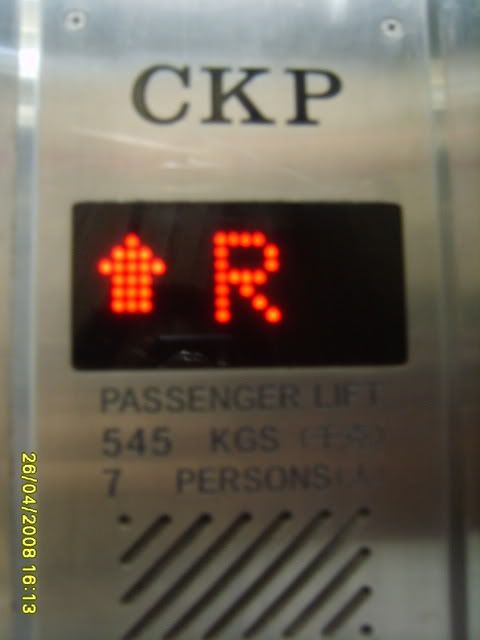 CKP
R
PASSENGER LIFT
545 KGS
7 PERSONS
26/04/2008 16:13